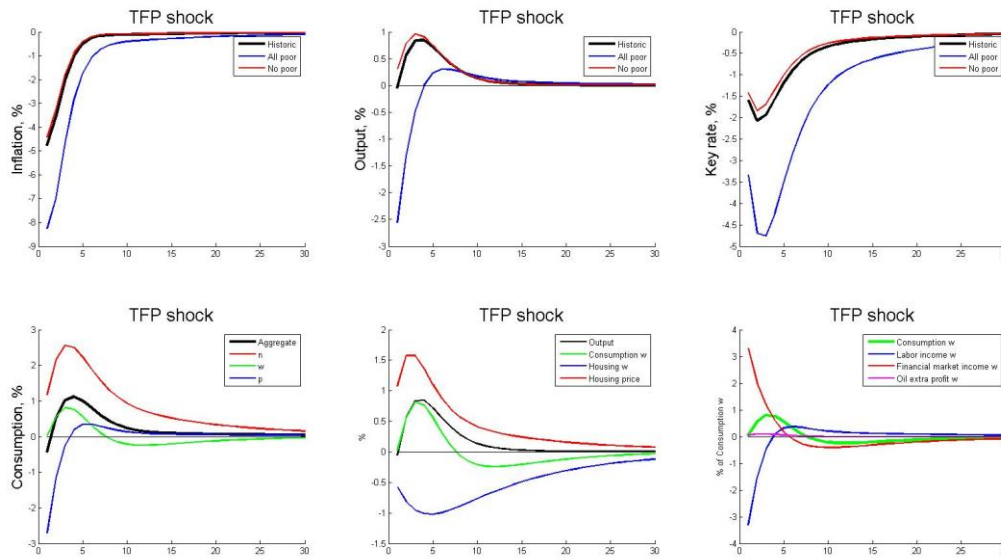 TFP shock
Inflation, %
0
-1
-2
-3
-4
-5
-6
-7
-8
-9
0 5 10 15 20 25 30
Historic
All poor
No poor
TFP shock
Output, %
1
0.5
0
-0.5
-1
-1.5
-2
-2.5
-3
0 5 10 15 20 25 30
Historic
All poor
No poor
TFP shock
Key rate, %
0
-0.5
-1
-1.5
-2
-2.5
-3
-3.5
-4
-4.5
-5
0 5 10 15 20 25 30
Historic
All poor
No poor
TFP shock
Consumption, %
3
2
1
0
-1
-2
-3
0 5 10 15 20 25 30
Aggregate
n
w
p
TFP shock
%
2
1.5
1
0.5
0
-0.5
-1
-1.5
0 5 10 15 20 25 30
Output
Consumption w
Housing w
Housing price
TFP shock
% of Consumption w
4
3
2
1
0
-1
-2
-3
-4
0 5 10 15 20 25 30
Consumption w
Labor income w
Financial market income w
Oil extra profit w